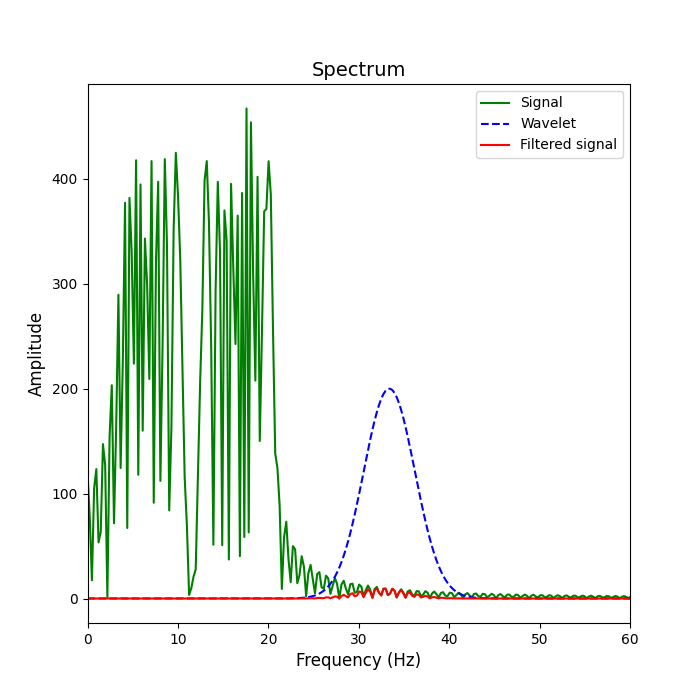 Spectrum
Signal
Wavelet
Filtered signal
Amplitude
400
300
200
100
0
0 10 20 30 40 50 60
Frequency (Hz)